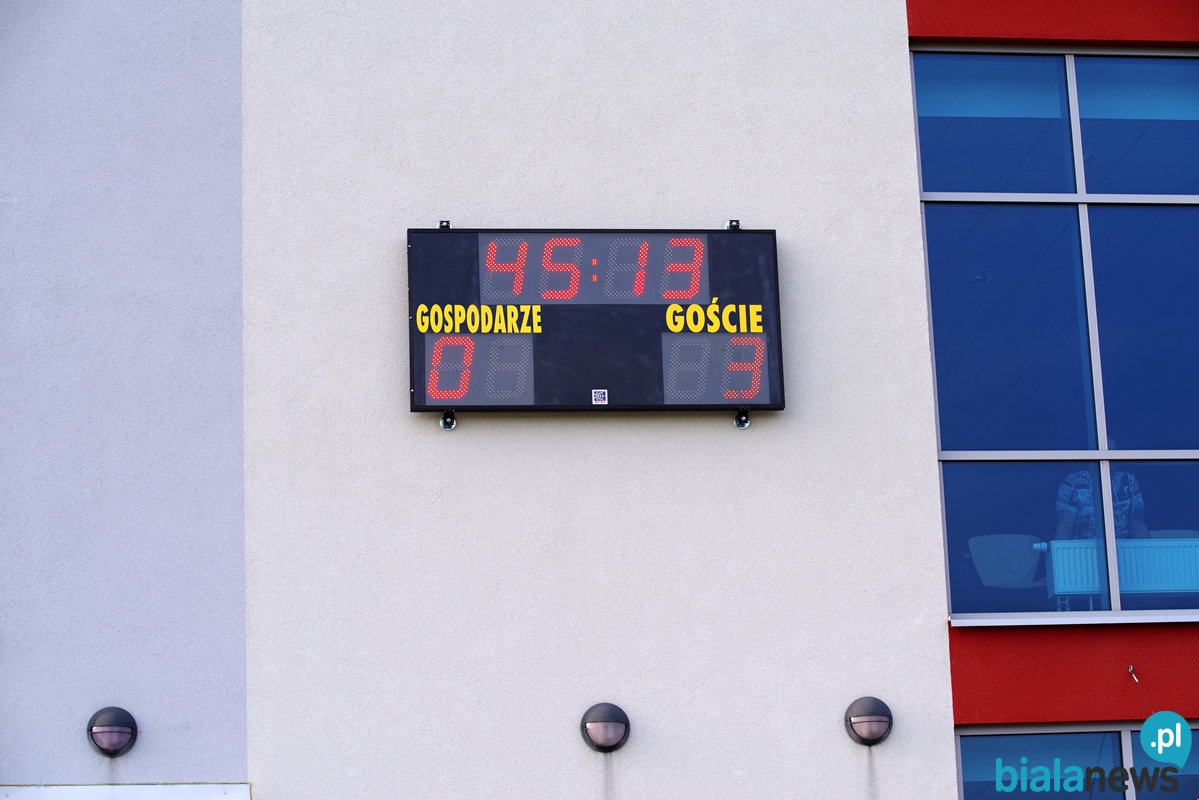 45:13
GOSPODARZE GOŚCIE
0 3
.pl
bialanews